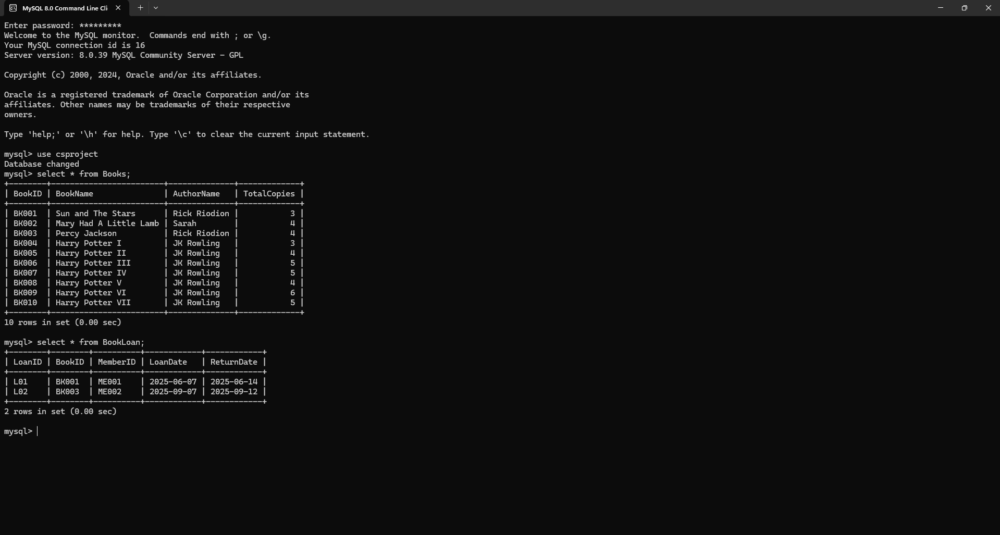 MySQL 8.0 Command Line Cli
Enter password: *********
Welcome to the MySQL monitor.  Commands end with ; or \g.
Your MySQL connection id is 16
Server version: 8.0.39 MySQL Community Server - GPL

Copyright (c) 2000, 2024, Oracle and/or its affiliates.

Oracle is a registered trademark of Oracle Corporation and/or its
affiliates. Other names may be trademarks of their respective
owners.

Type 'help;' or '\h' for help. Type '\c' to clear the current input statement.

mysql> use csproject
Database changed
mysql> select * from Books;
+--------+------------------------+--------------+-------------+
| BookID | BookName               | AuthorName   | TotalCopies |
+--------+------------------------+--------------+-------------+
| BK001  | Sun and The Stars      | Rick Riodion |           3 |
| BK002  | Mary Had A Little Lamb | Sarah        |           4 |
| BK003  | Percy Jackson          | Rick Riodion |           4 |
| BK004  | Harry Potter I         | JK Rowling   |           3 |
| BK005  | Harry Potter II        | JK Rowling   |           4 |
| BK006  | Harry Potter III       | JK Rowling   |           5 |
| BK007  | Harry Potter IV        | JK Rowling   |           5 |
| BK008  | Harry Potter V         | JK Rowling   |           4 |
| BK009  | Harry Potter VI        | JK Rowling   |           6 |
| BK010  | Harry Potter VII       | JK Rowling   |           5 |
+--------+------------------------+--------------+-------------+
10 rows in set (0.00 sec)

mysql> select * from BookLoan;
+--------+--------+----------+------------+------------+
| LoanID | BookID | MemberID | LoanDate   | ReturnDate |
+--------+--------+----------+------------+------------+
| L01    | BK001  | ME001    | 2025-06-07 | 2025-06-14 |
| L02    | BK003  | ME002    | 2025-09-07 | 2025-09-12 |
+--------+--------+----------+------------+------------+
2 rows in set (0.00 sec)

mysql>